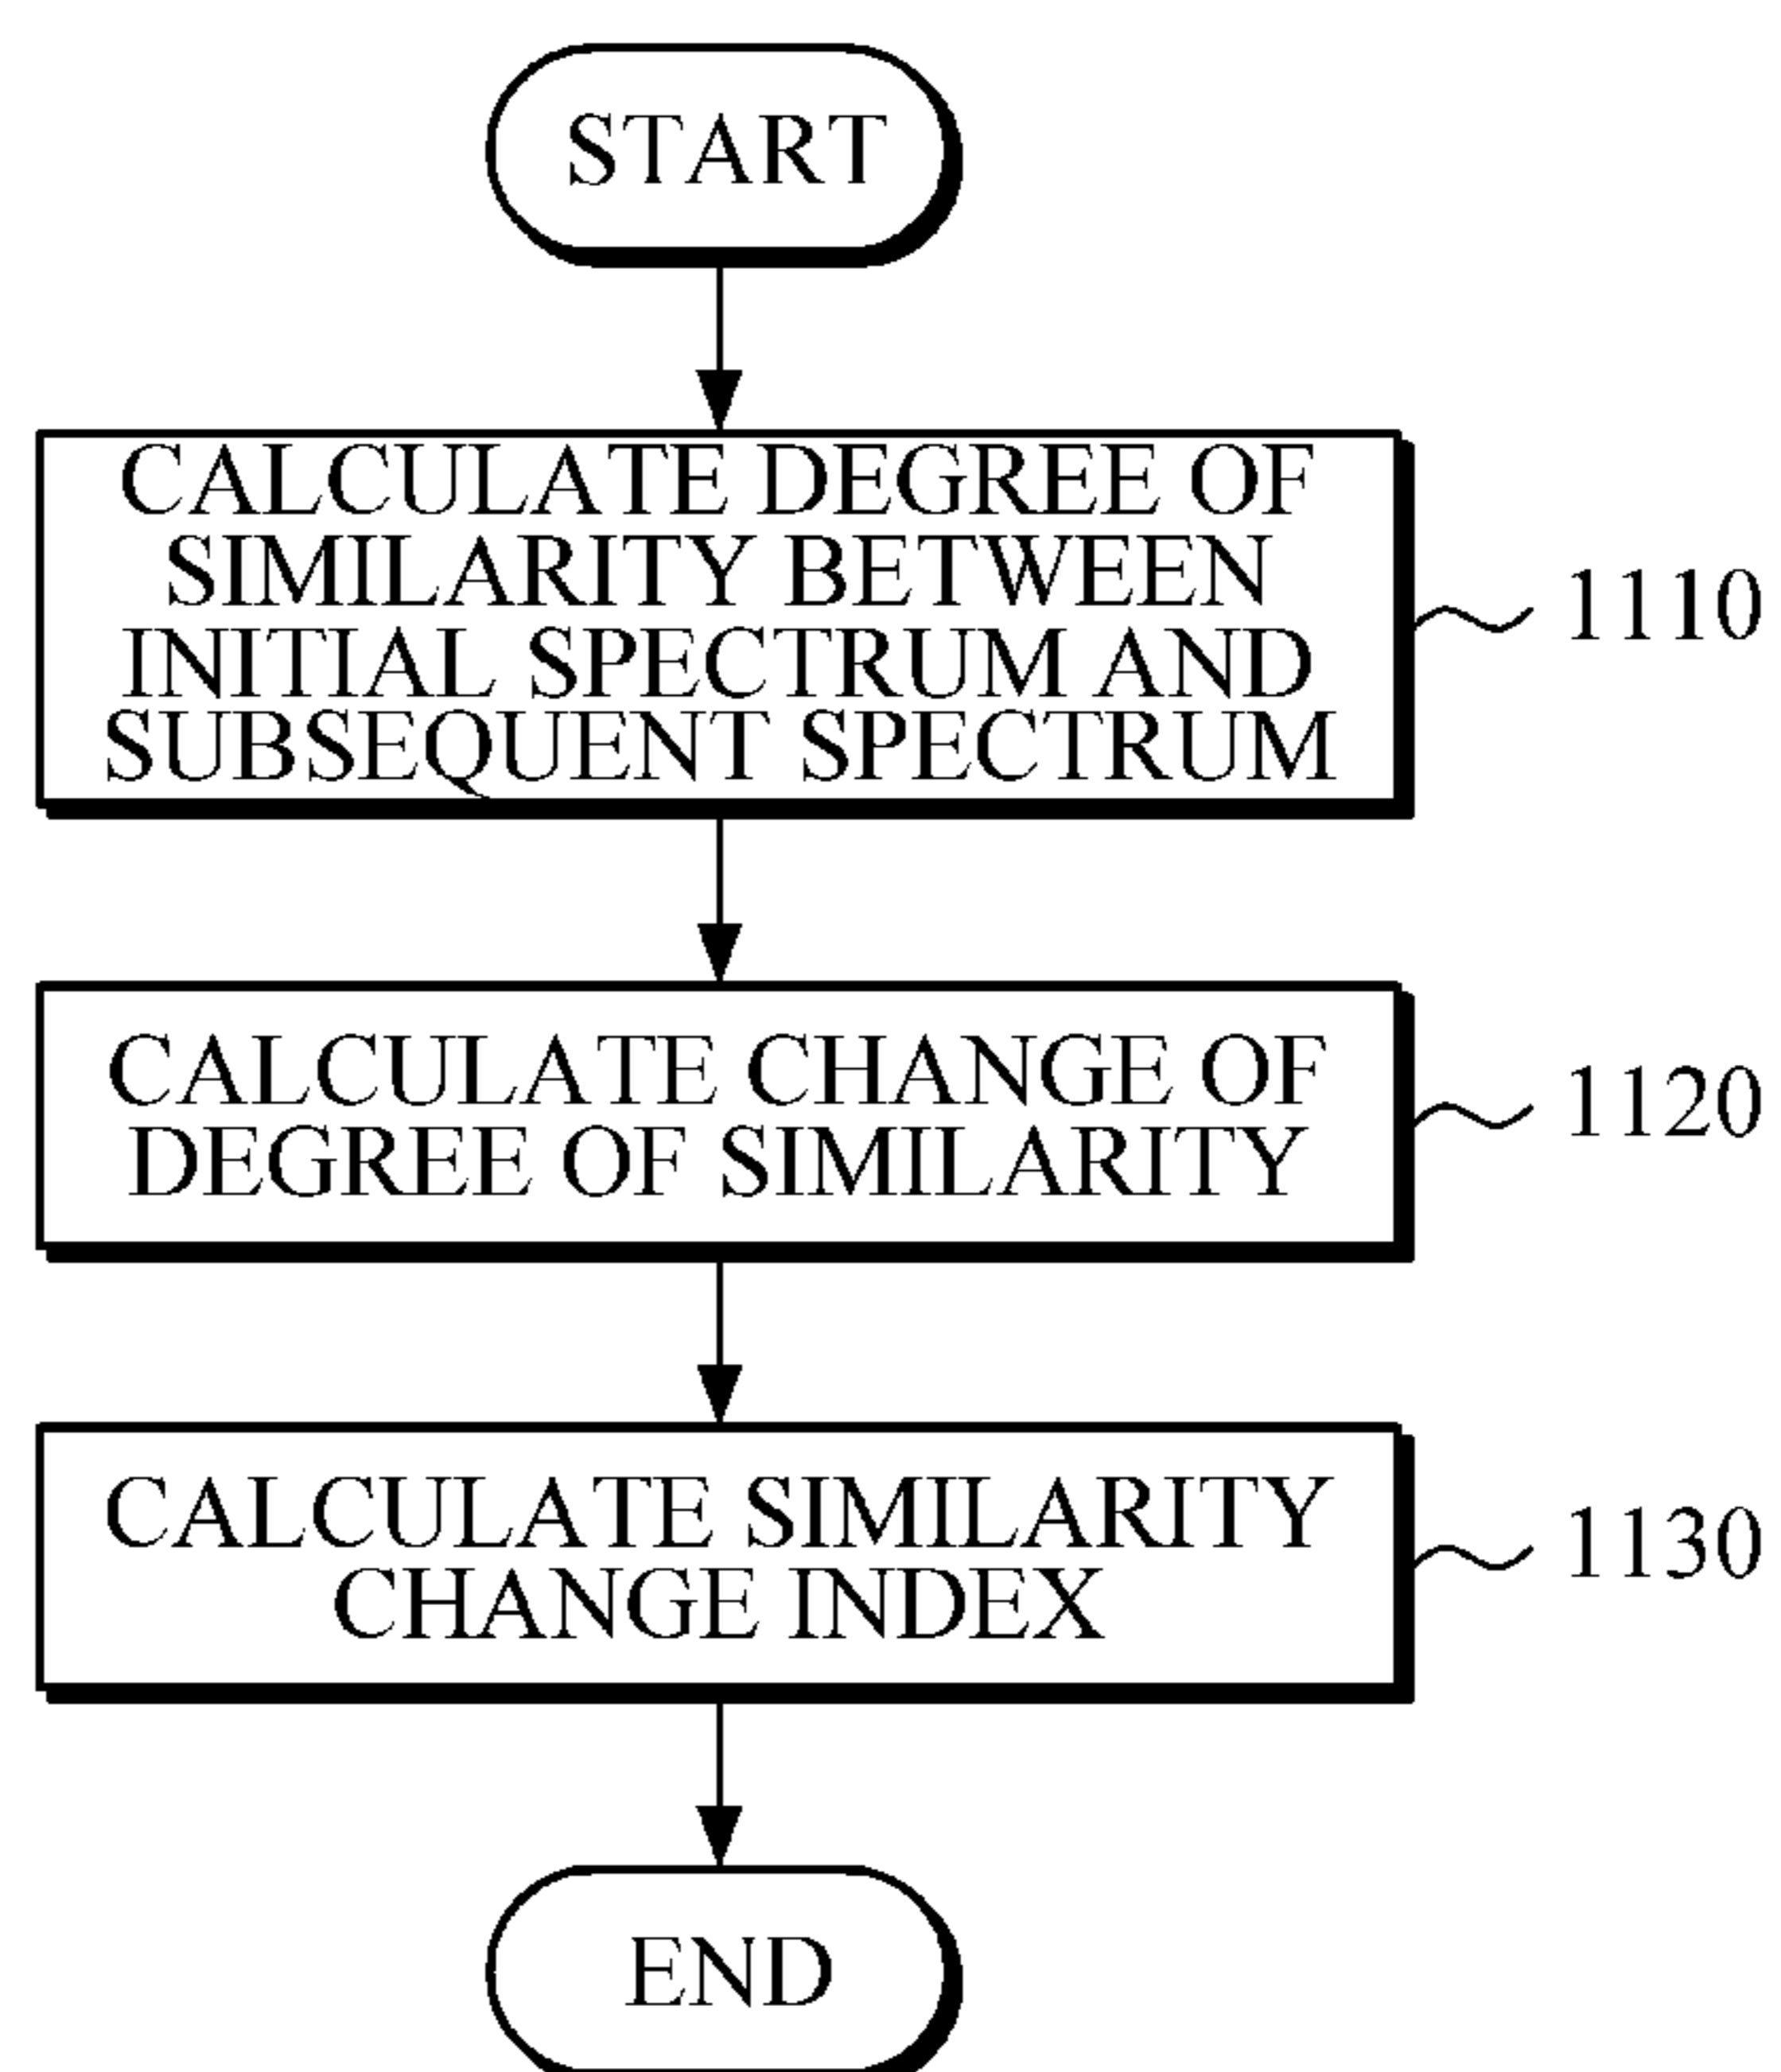 START
CALCULATE DEGREE OF
SIMILARITY BETWEEN
INITIAL SPECTRUM AND
SUBSEQUENT SPECTRUM
1110
CALCULATE CHANGE OF
DEGREE OF SIMILARITY
1120
CALCULATE SIMILARITY
CHANGE INDEX
1130
END